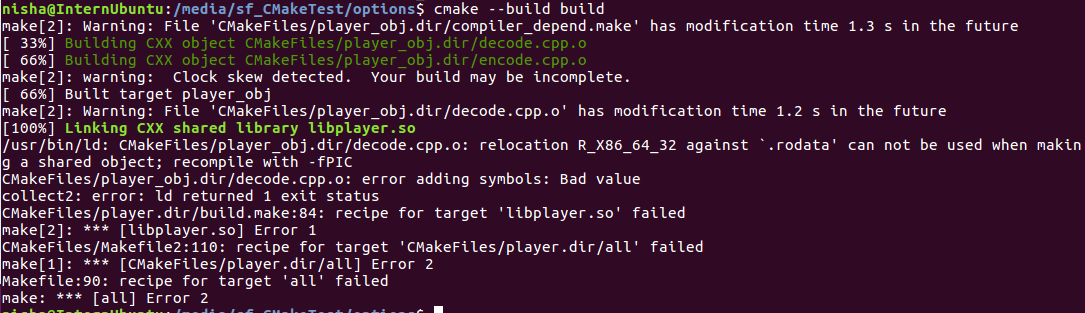 nisha@InternUbuntu:/media/sf_CMakeTest/options$ cmake --build build
make[2]: Warning: File 'CMakeFiles/player_obj.dir/compiler_depend.make' has modification time 1.3 s in the future
[ 33%] Building CXX object CMakeFiles/player_obj.dir/decode.cpp.o
[ 66%] Building CXX object CMakeFiles/player_obj.dir/encode.cpp.o
make[2]: warning:  Clock skew detected.  Your build may be incomplete.
[ 66%] Built target player_obj
make[2]: Warning: File 'CMakeFiles/player_obj.dir/decode.cpp.o' has modification time 1.2 s in the future
[100%] Linking CXX shared library libplayer.so
/usr/bin/ld: CMakeFiles/player_obj.dir/decode.cpp.o: relocation R_X86_64_32 against `.rodata' can not be used when makin
g a shared object; recompile with -fPIC
CMakeFiles/player_obj.dir/decode.cpp.o: error adding symbols: Bad value
collect2: error: ld returned 1 exit status
CMakeFiles/player.dir/build.make:84: recipe for target 'libplayer.so' failed
make[2]: *** [libplayer.so] Error 1
CMakeFiles/Makefile2:110: recipe for target 'CMakeFiles/player.dir/all' failed
make[1]: *** [CMakeFiles/player.dir/all] Error 2
Makefile:90: recipe for target 'all' failed
make: *** [all] Error 2
nisha@InternUbuntu:/media/sf_CMakeTest/options$